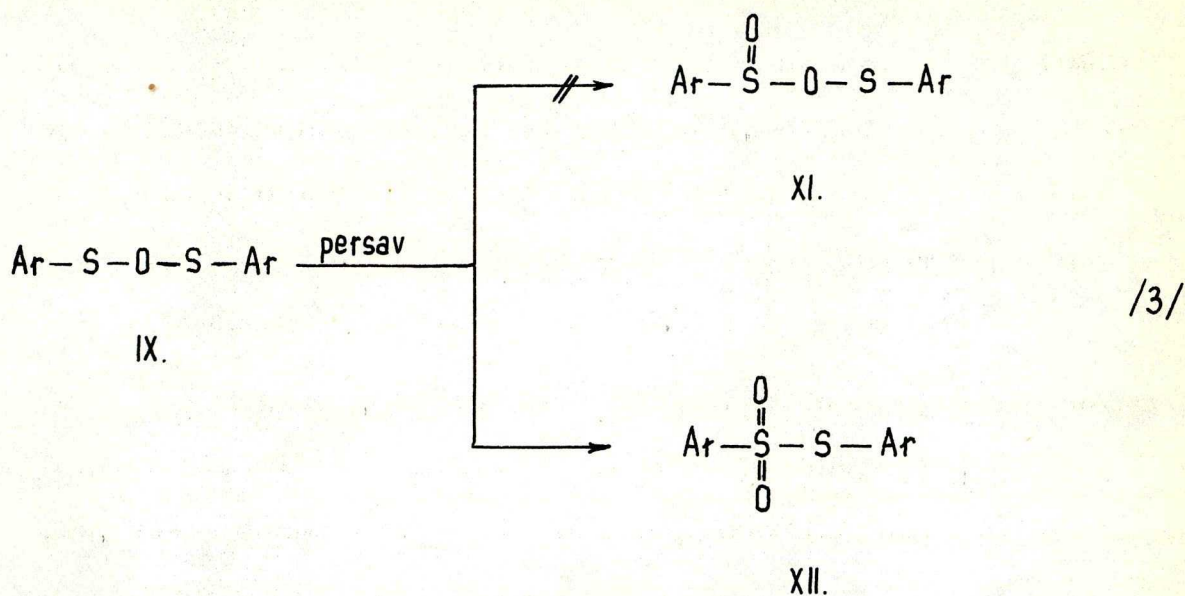 O
Ar – S – O – S – Ar
XI.
Ar – S – O – S – Ar persav
/3/
IX.
O
Ar – S – S – Ar
O
XII.